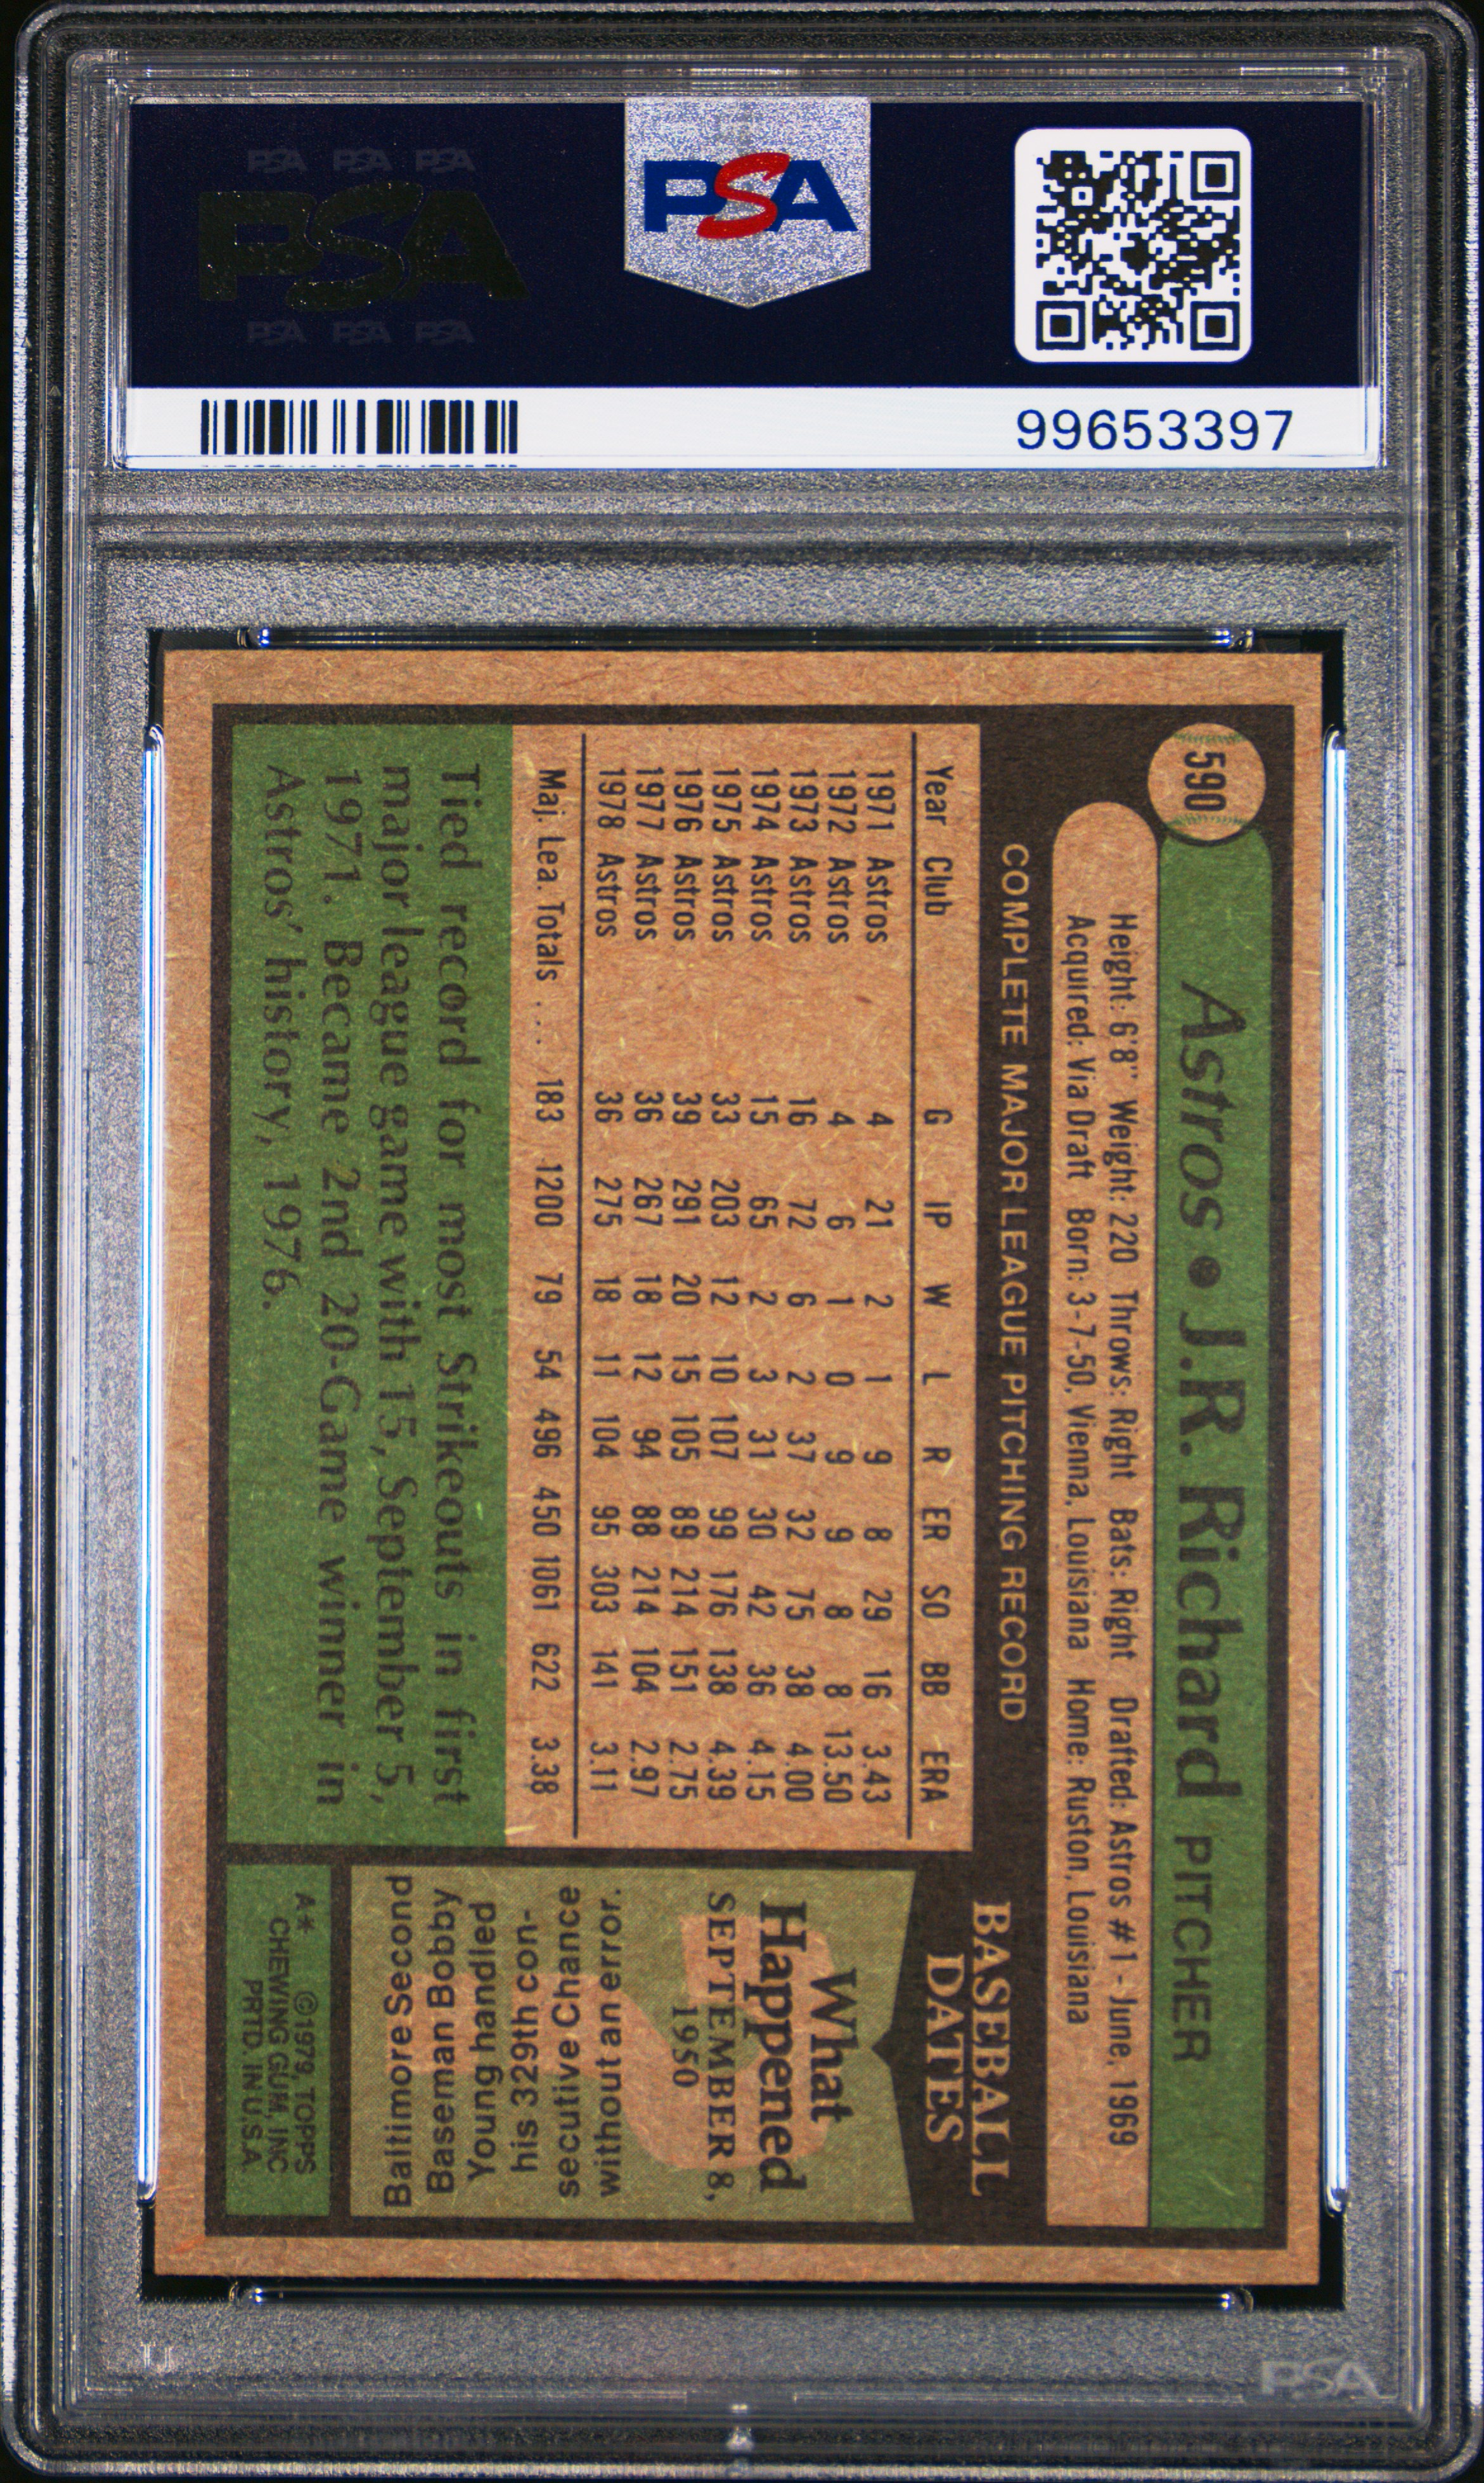 PSA PSA PSA
PSA
PSA PSA PSA
PSA
99653397
590
Astros • J.R. Richard PITCHER
Height: 6'8" Weight: 220 Throws: Right Bats: Right Drafted: Astros #1 - June, 1969
Acquired: Via Draft Born: 3-7-50, Vienna, Louisiana Home: Ruston, Louisiana
COMPLETE MAJOR LEAGUE PITCHING RECORD
Year Club G IP W L R ER SO BB ERA
1971 Astros 4 21 2 1 9 8 29 16 3.43
1972 Astros 4 6 1 0 9 9 8 8 13.50
1973 Astros 16 72 6 2 37 32 75 38 4.00
1974 Astros 15 65 2 3 31 30 42 36 4.15
1975 Astros 33 203 12 10 107 99 176 138 4.39
1976 Astros 39 291 20 15 105 89 214 151 2.75
1977 Astros 36 267 18 12 94 88 214 104 2.97
1978 Astros 36 275 18 11 104 95 303 141 3.11
Maj. Lea. Totals .... 183 1200 79 54 496 450 1061 622 3.38
Tied record for most Strikeouts in first
major league game with 15, September 5,
1971. Became 2nd 20-Game winner in
Astros' history, 1976.
BASEBALL
DATES
What
Happened
SEPTEMBER 8,
1950
Baltimore Second
Baseman Bobby
Young handled
his 329th con-
secutive Chance
without an error.
A* ©1979, TOPPS
CHEWING GUM, INC
PRTD. IN U.S.A
PSA